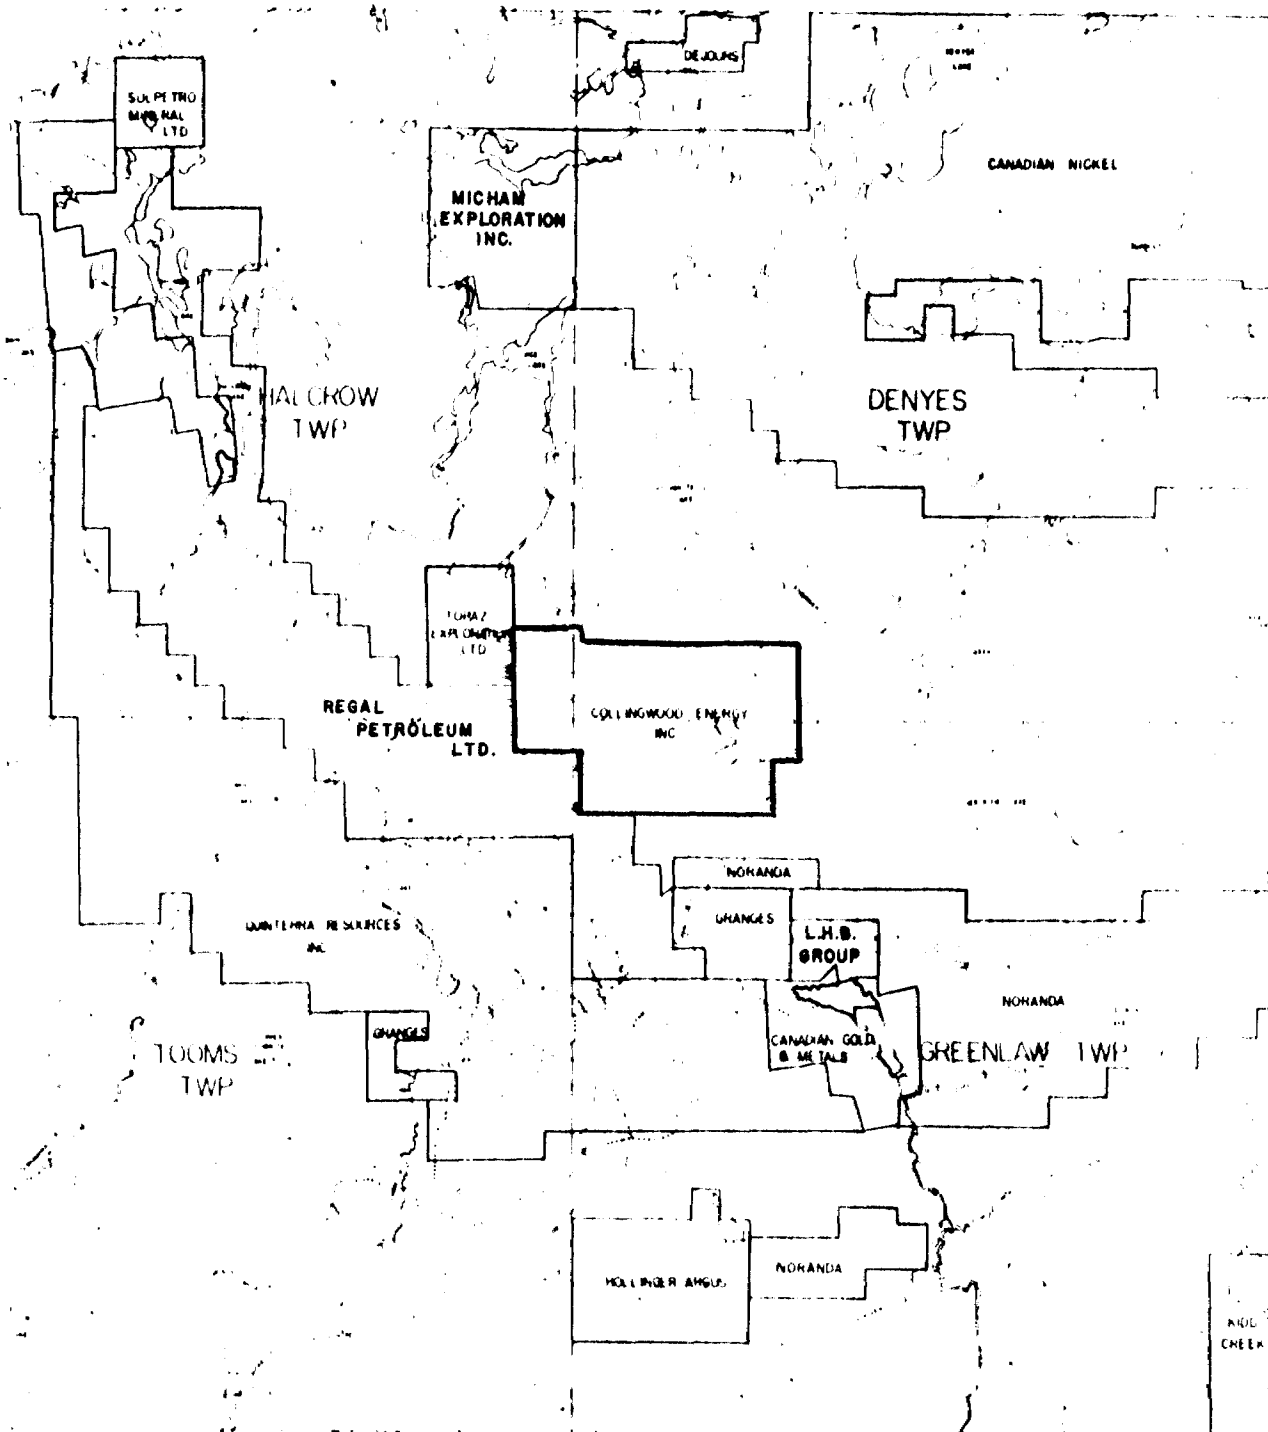 DEJOURS
SULPETRO
MINERAL
LTD
CANADIAN NICKEL
MICHAM
EXPLORATION
INC.
HALCROW
TWP
DENYES
TWP
TORAZ
EXPLORATION
LTD
REGAL
PETROLEUM
LTD.
COLLINGWOOD ENERGY
INC
NORANDA
GRANGES
L.H.B.
GROUP
QUINTERRA RESOURCES
INC
NORANDA
GRANGES
CANADIAN GOLD
& METALS
TOOMS
TWP
GREENLAW TWP
HOLLINGER ARGUS
NORANDA
KIDD
CREEK